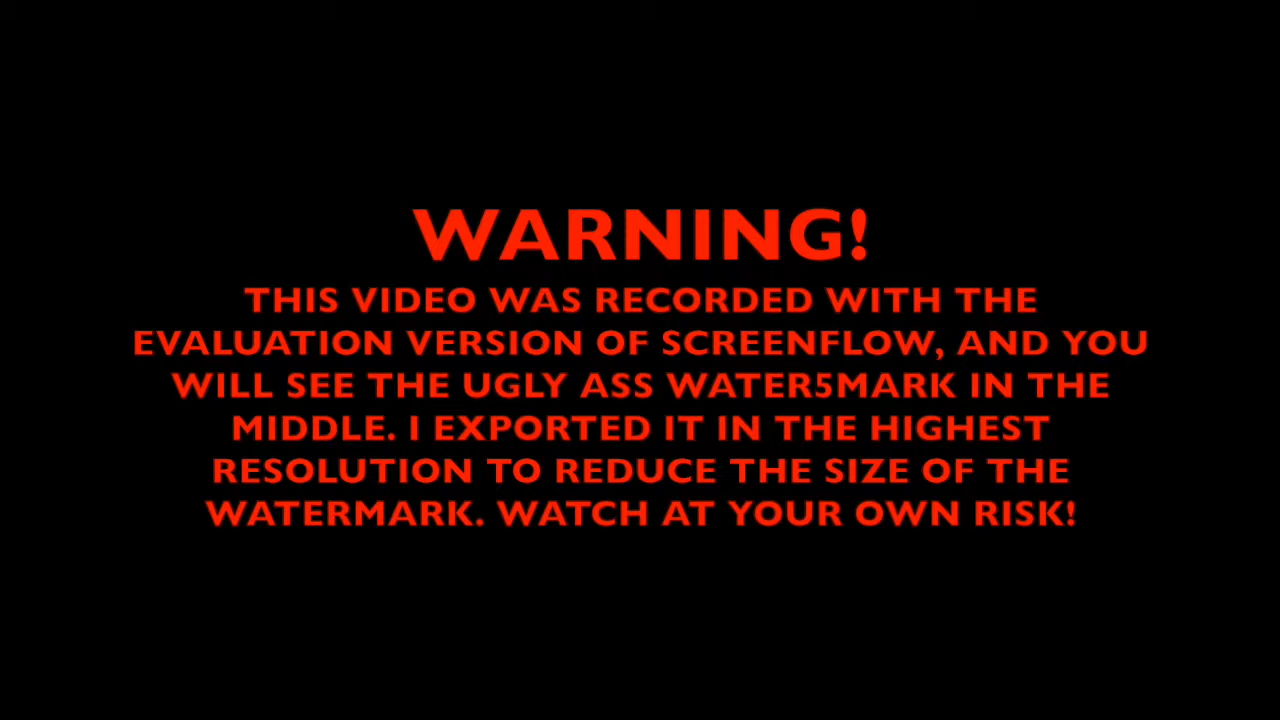 WARNING!
THIS VIDEO WAS RECORDED WITH THE
EVALUATION VERSION OF SCREENFLOW, AND YOU
WILL SEE THE UGLY ASS WATER5MARK IN THE
MIDDLE. I EXPORTED IT IN THE HIGHEST
RESOLUTION TO REDUCE THE SIZE OF THE
WATERMARK. WATCH AT YOUR OWN RISK!